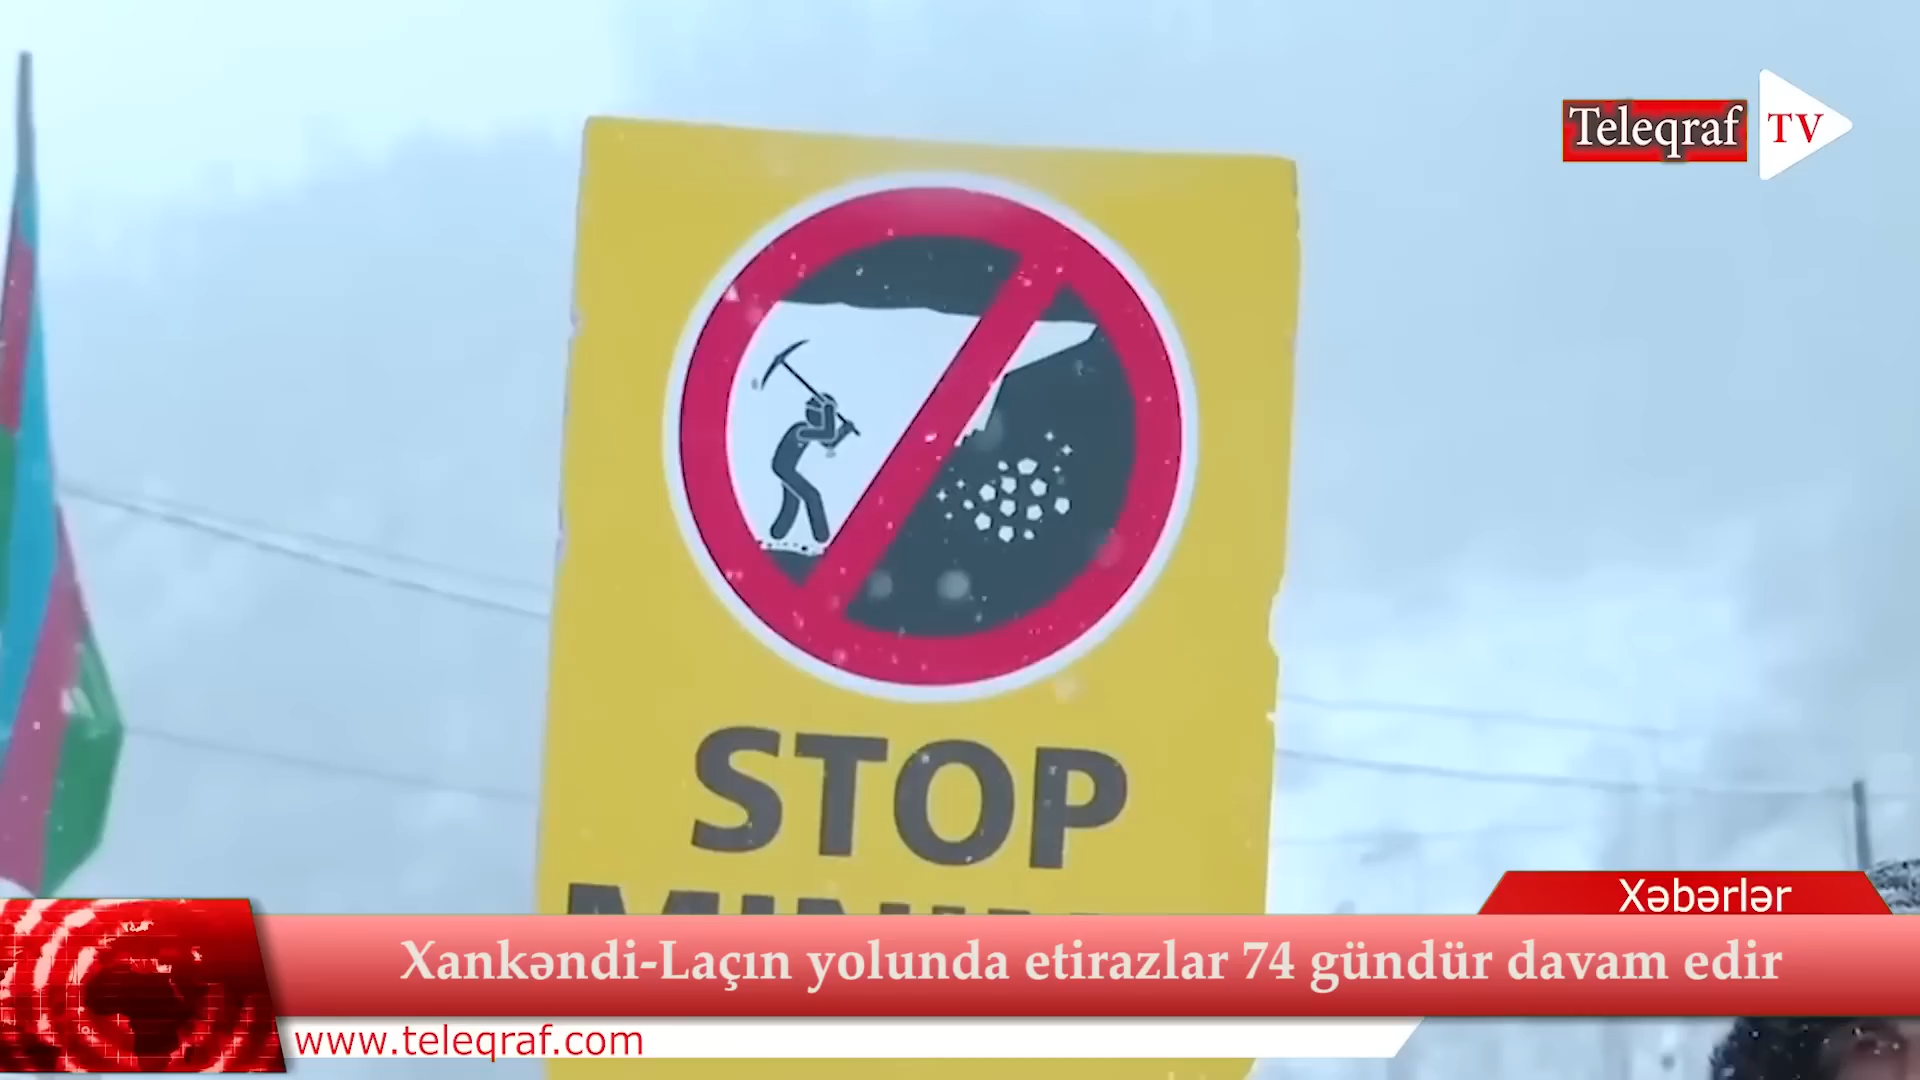 Teleqraf TV
STOP
Xəbərlər
Xankəndi-Laçın yolunda etirazlar 74 gündür davam edir
www.teleqraf.com